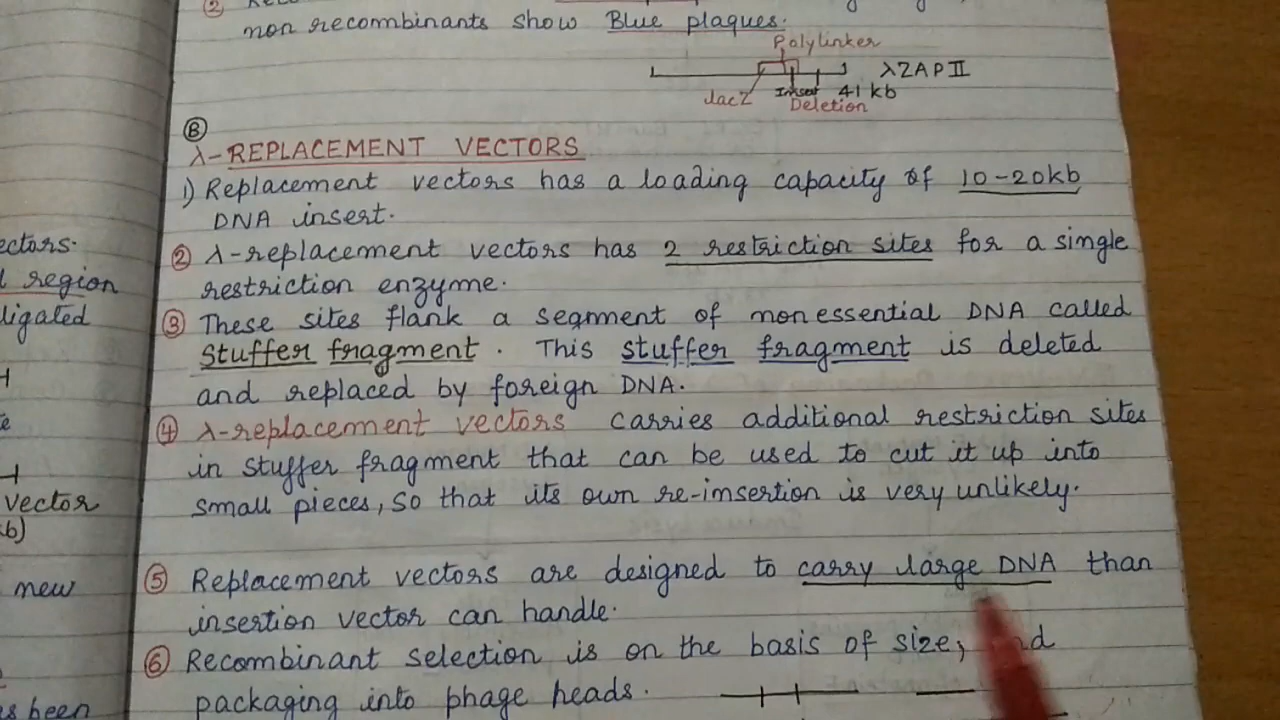 non recombinants show Blue plaques.
Polylinker
λZAPII
lacZ
Insert
41 kb
Deletion
B
λ-REPLACEMENT VECTORS
1) Replacement vectors has a loading capacity of 10-20kb
DNA insert.
② λ-replacement vectors has 2 restriction sites for a single
restriction enzyme.
③ These sites flank a segment of nonessential DNA called
stuffer fragment. This stuffer fragment is deleted
and replaced by foreign DNA.
④ λ-replacement vectors carries additional restriction sites
in stuffer fragment that can be used to cut it up into
small pieces, so that its own re-insertion is very unlikely.
⑤ Replacement vectors are designed to carry large DNA than
insertion vector can handle.
⑥ Recombinant selection is on the basis of size,
packaging into phage heads.
region
ligated
vector
new
been